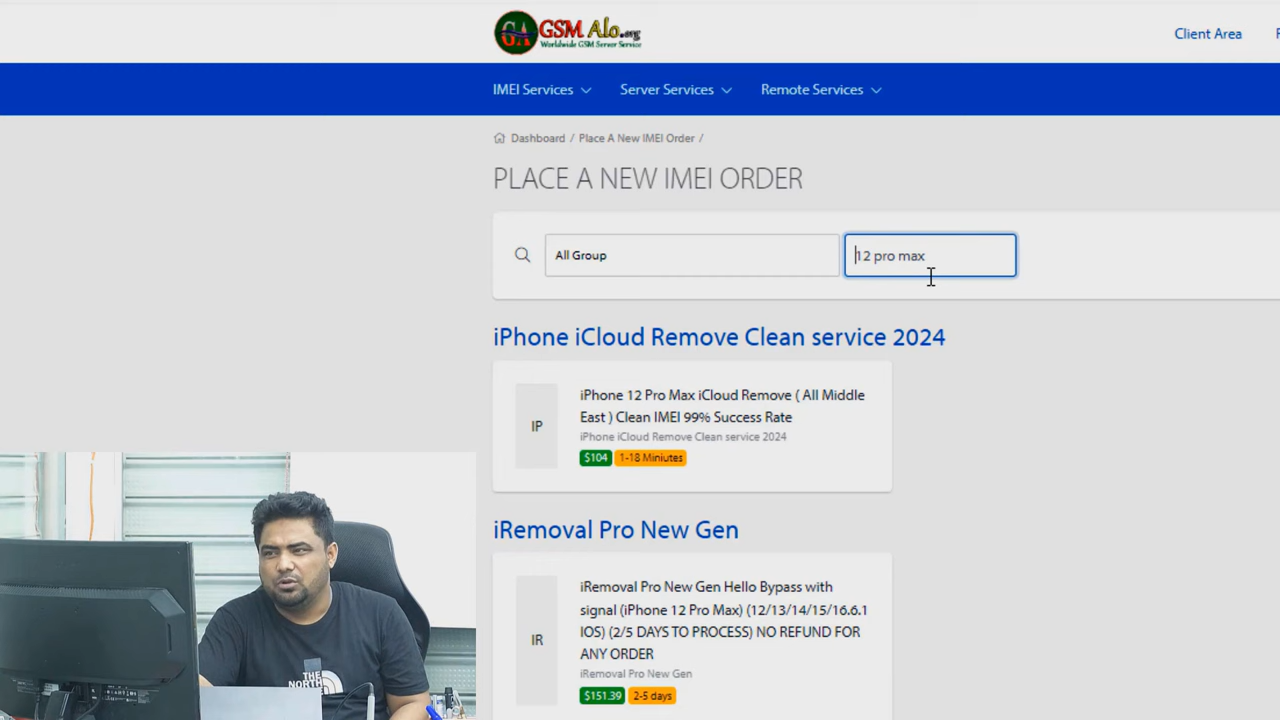 GSM Alo.org
Worldwide GSM Server Service
Client Area
IMEI Services
Server Services
Remote Services
Dashboard / Place A New IMEI Order /
PLACE A NEW IMEI ORDER
All Group
12 pro max
iPhone iCloud Remove Clean service 2024
IP
iPhone 12 Pro Max iCloud Remove ( All Middle
East ) Clean IMEI 99% Success Rate
iPhone iCloud Remove Clean service 2024
$104
1-18 Miniutes
iRemoval Pro New Gen
IR
iRemoval Pro New Gen Hello Bypass with
signal (iPhone 12 Pro Max) (12/13/14/15/16.6.1
IOS) (2/5 DAYS TO PROCESS) NO REFUND FOR
ANY ORDER
iRemoval Pro New Gen
$151.39
2-5 days
THE
NORTH